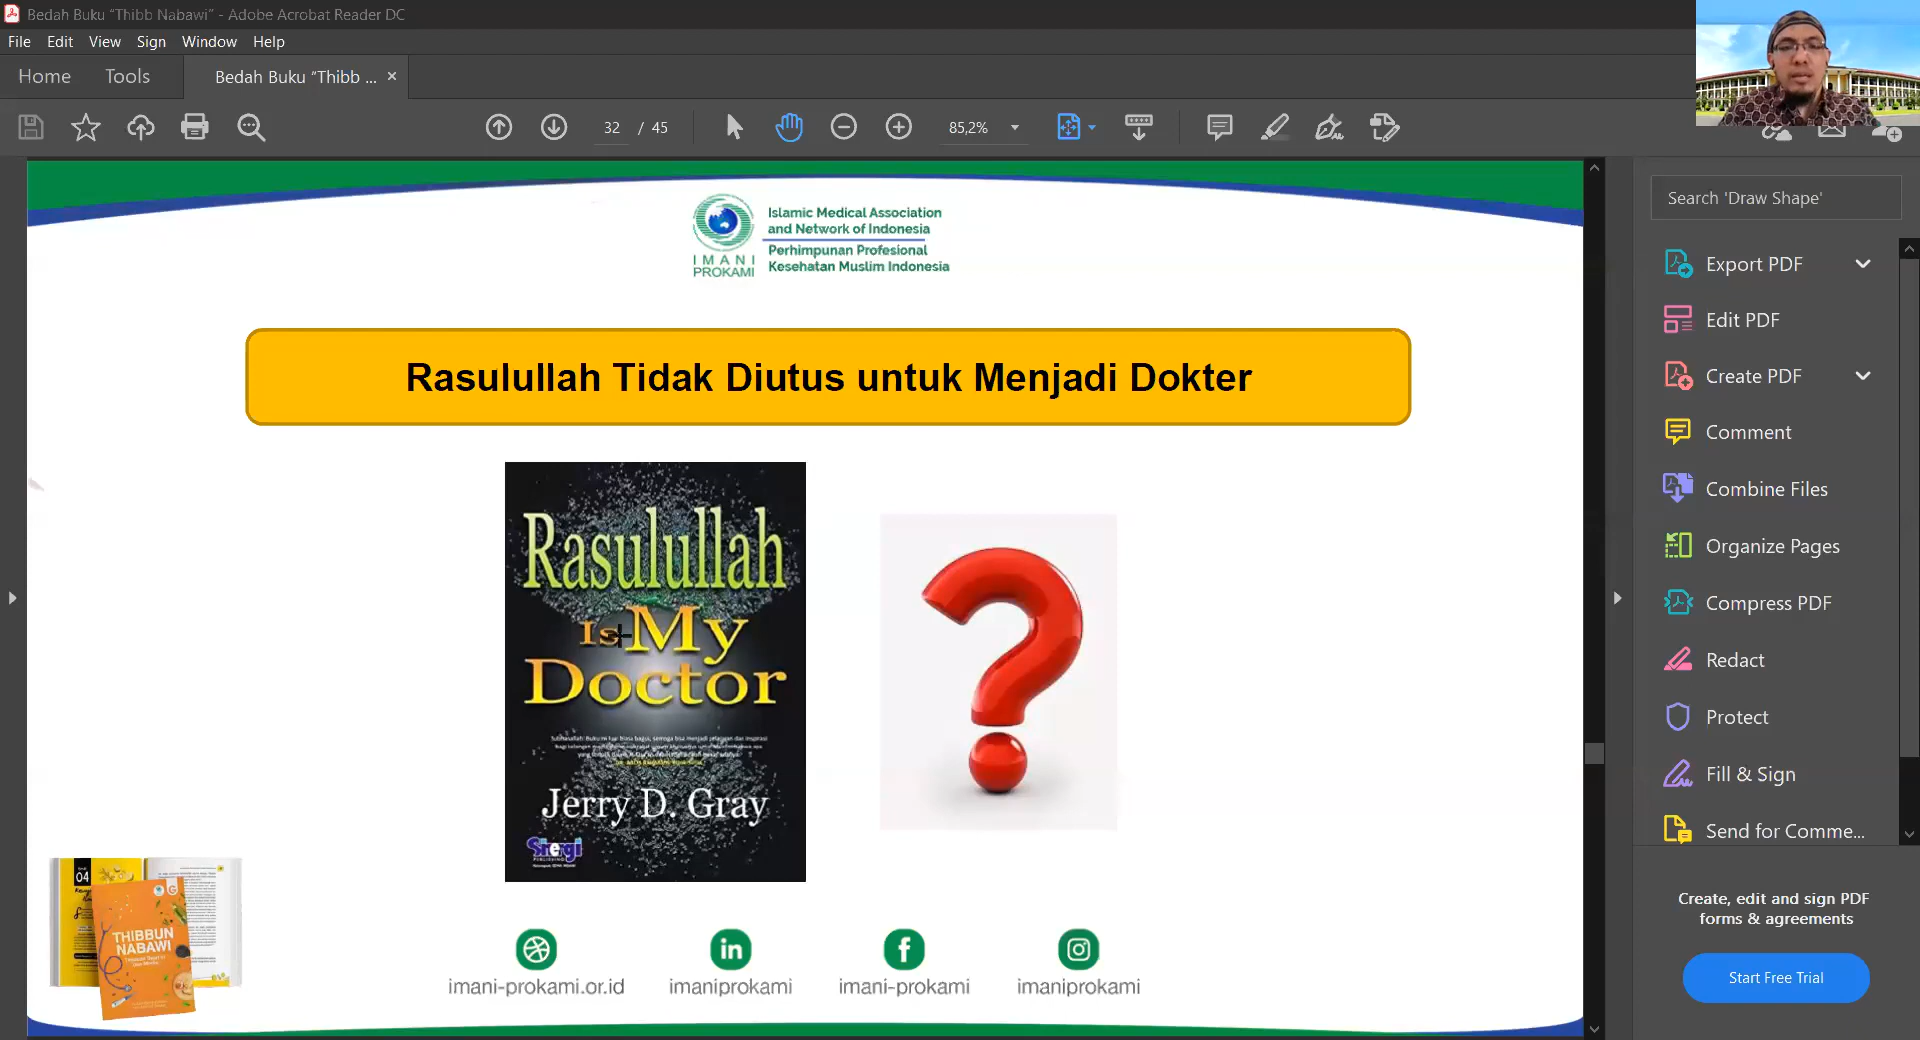 Bedah Buku “Thibb Nabawi” - Adobe Acrobat Reader DC
File Edit View Sign Window Help
Home Tools Bedah Buku “Thibb ... ×
32 / 45 85,2%
Search 'Draw Shape'
Export PDF
Edit PDF
Create PDF
Comment
Combine Files
Organize Pages
Compress PDF
Redact
Protect
Fill & Sign
Send for Comme...
Create, edit and sign PDF
forms & agreements
Start Free Trial
IMANI
PROKAMI
Islamic Medical Association
and Network of Indonesia
Perhimpunan Profesional
Kesehatan Muslim Indonesia
Rasulullah Tidak Diutus untuk Menjadi Dokter
Rasulullah
Is My
Doctor
Jerry D. Gray
Sinergi
PUBLISHING
?
04
THIBBUN
NABAWI
imani-prokami.or.id imaniprokami imani-prokami imaniprokami